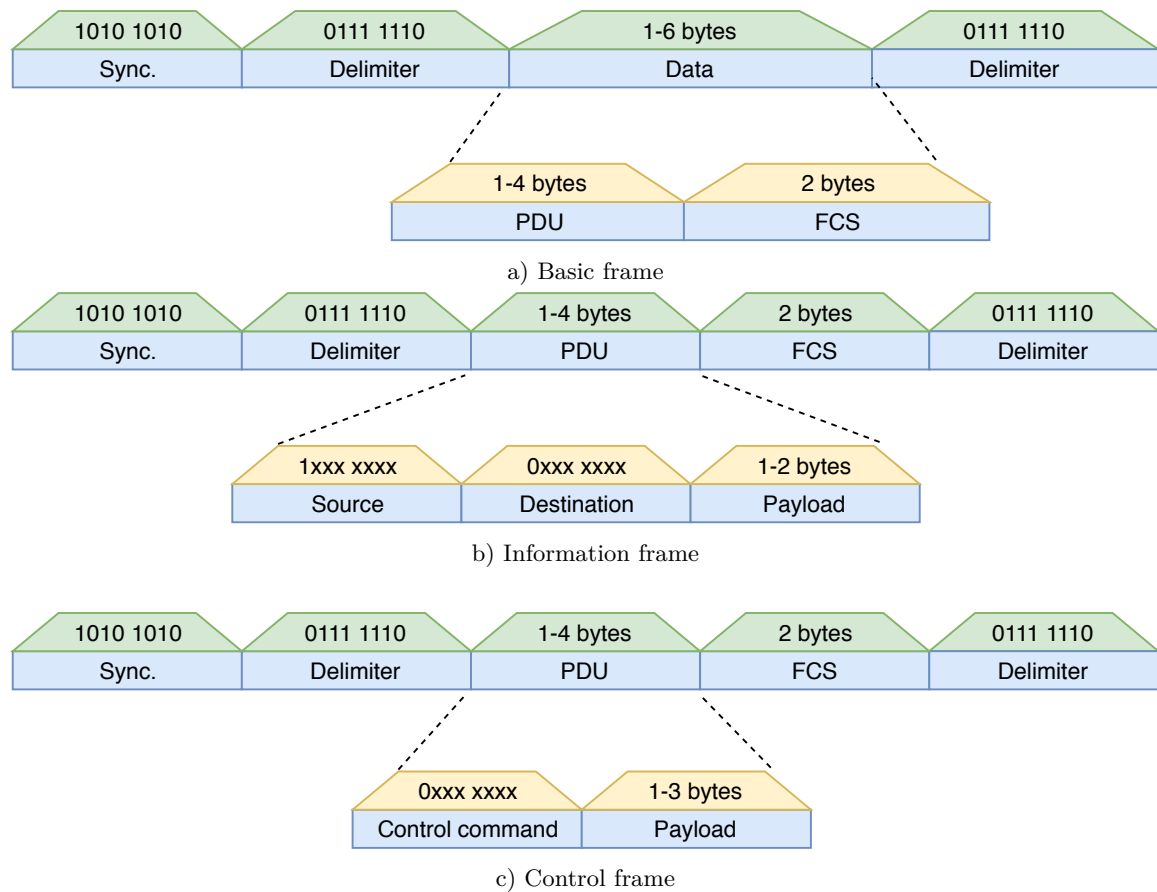 1010 1010 0111 1110 1-6 bytes 0111 1110
Sync. Delimiter Data Delimiter
1-4 bytes 2 bytes
PDU FCS
a) Basic frame
1010 1010 0111 1110 1-4 bytes 2 bytes 0111 1110
Sync. Delimiter PDU FCS Delimiter
1xxx xxxx 0xxx xxxx 1-2 bytes
Source Destination Payload
b) Information frame
1010 1010 0111 1110 1-4 bytes 2 bytes 0111 1110
Sync. Delimiter PDU FCS Delimiter
0xxx xxxx 1-3 bytes
Control command Payload
c) Control frame